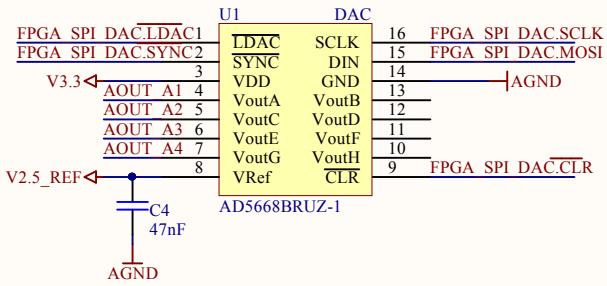 U1 DAC
FPGA_SPI_DAC.LDAC 1 LDAC SCLK 16 FPGA_SPI_DAC.SCLK
FPGA_SPI_DAC.SYNC 2 SYNC DIN 15 FPGA_SPI_DAC.MOSI
V3.3 3 VDD GND 14 AGND
AOUT_A1 4 VoutA VoutB 13
AOUT_A2 5 VoutC VoutD 12
AOUT_A3 6 VoutE VoutF 11
AOUT_A4 7 VoutG VoutH 10
V2.5_REF 8 VRef CLR 9 FPGA_SPI_DAC.CLR
AD5668BRUZ-1
C4
47nF
AGND